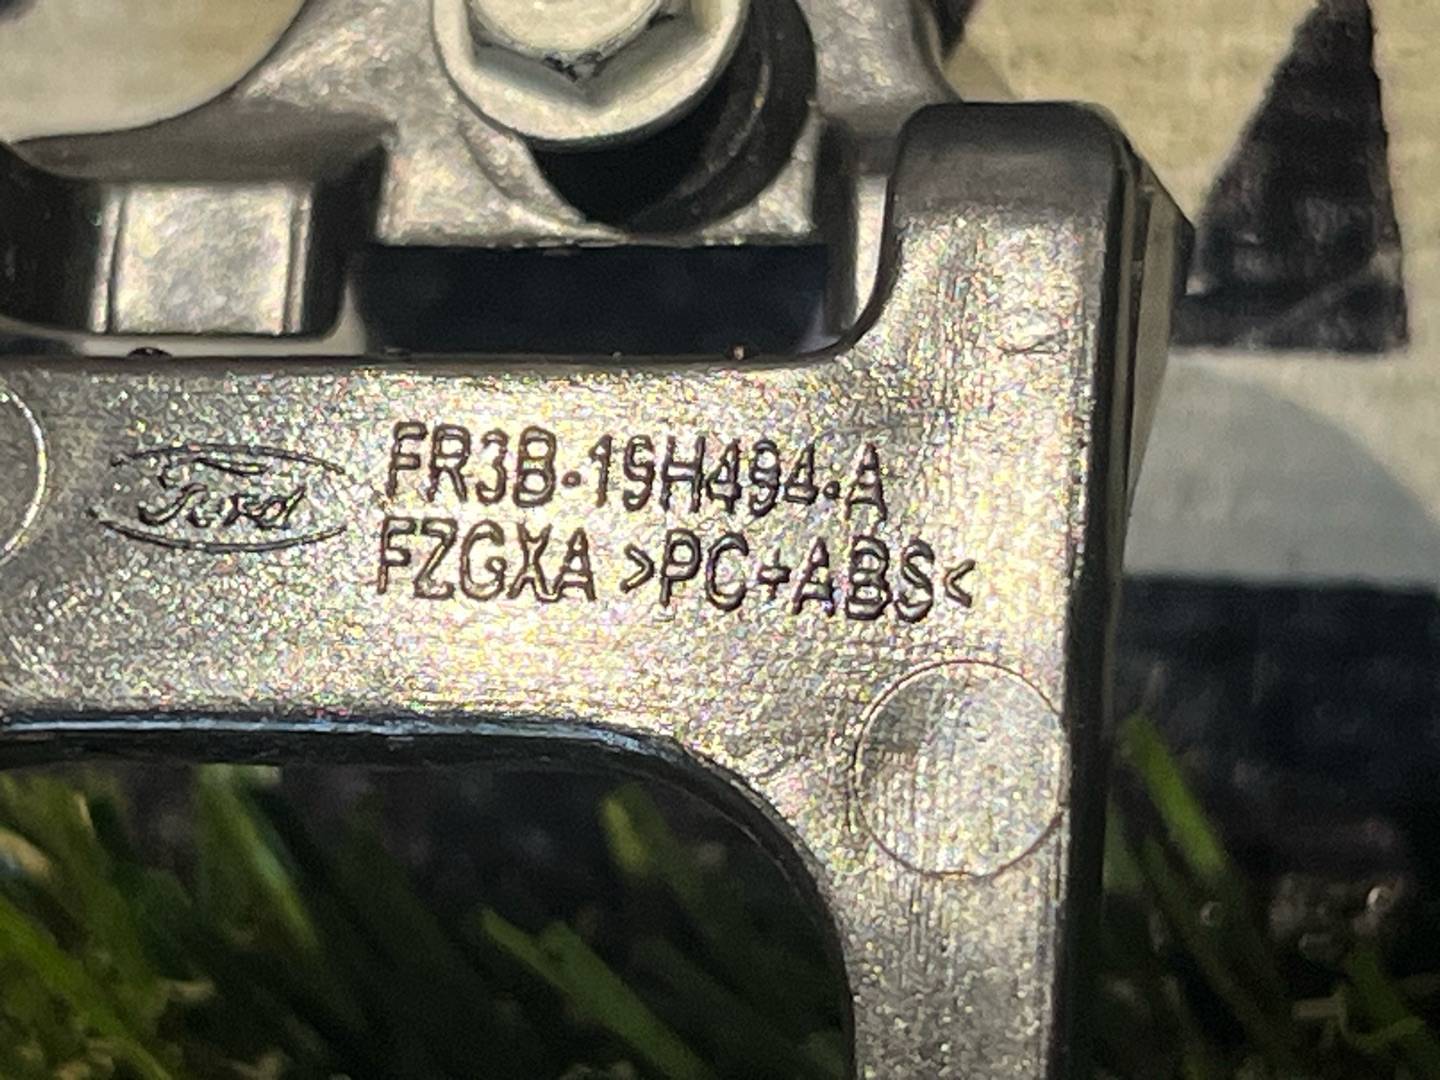 Ford
FR3B-19H494-A
FZGXA >PC+ABS<